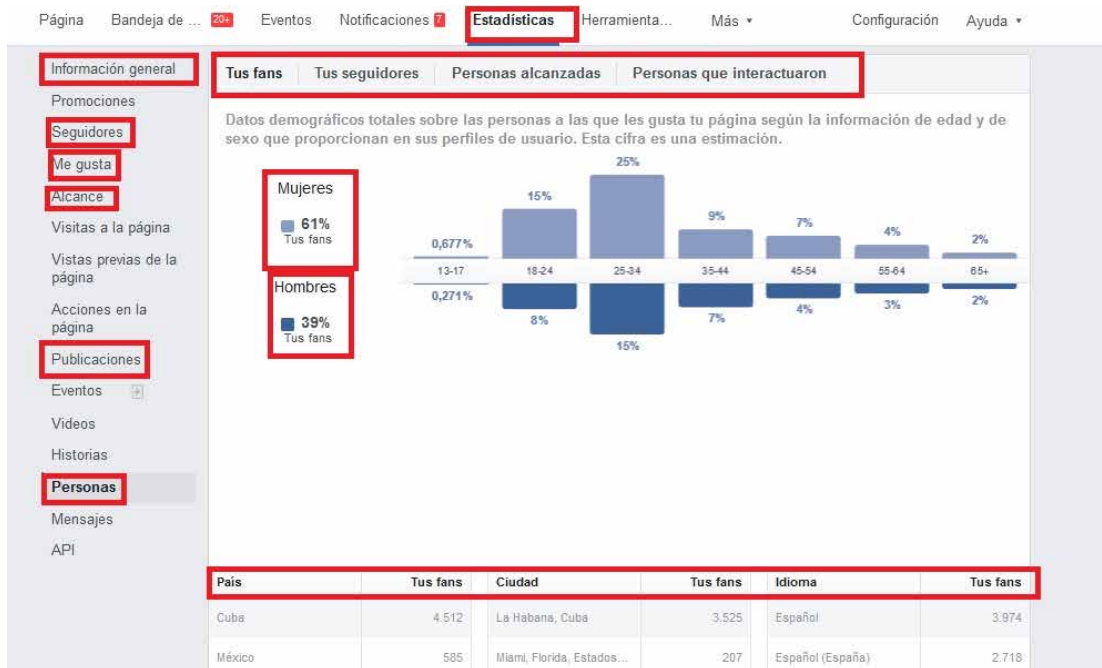 Página Bandeja de ... 20+ Eventos Notificaciones 7 Estadísticas Herramienta... Más Configuración Ayuda
Información general
Promociones
Seguidores
Me gusta
Alcance
Visitas a la página
Vistas previas de la
página
Acciones en la
página
Publicaciones
Eventos
Videos
Historias
Personas
Mensajes
API
Tus fans Tus seguidores Personas alcanzadas Personas que interactuaron
Datos demográficos totales sobre las personas a las que les gusta tu página según la información de edad y de
sexo que proporcionan en sus perfiles de usuario. Esta cifra es una estimación.
Mujeres
61%
Tus fans
0,677% 15% 25% 9% 7% 4% 2%
13-17 18-24 25-34 35-44 45-54 55-64 65+
Hombres
39%
Tus fans
0,271% 8% 15% 7% 4% 3% 2%
País Tus fans Ciudad Tus fans Idioma Tus fans
Cuba 4.512 La Habana, Cuba 3.525 Español 3.974
México 585 Miami, Florida, Estados... 207 Español (España) 2.718